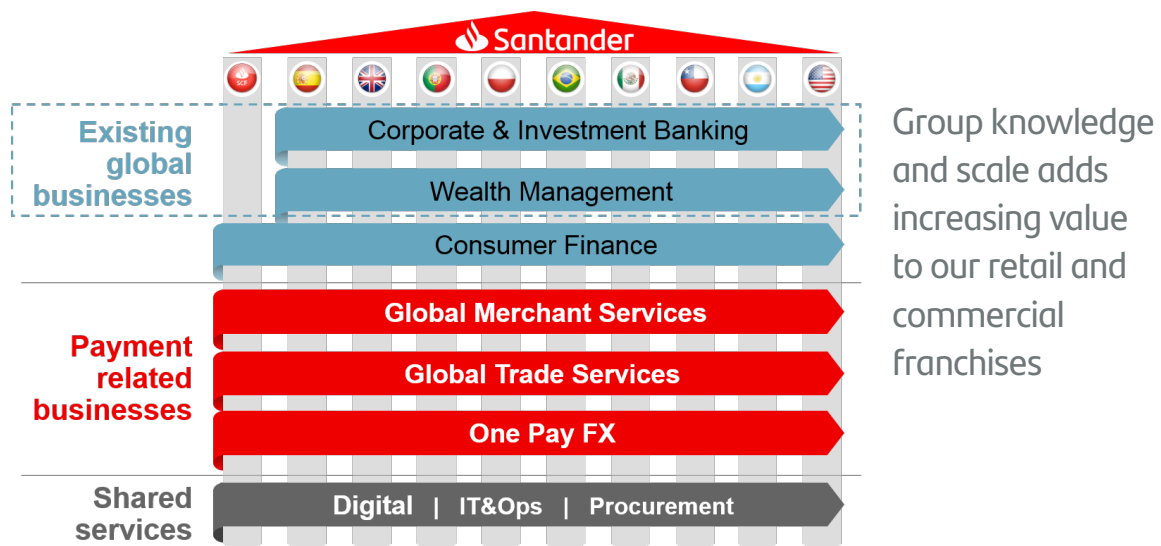 Santander
SCF
Existing
global
businesses
Corporate & Investment Banking
Wealth Management
Consumer Finance
Payment
related
businesses
Global Merchant Services
Global Trade Services
One Pay FX
Shared
services
Digital | IT&Ops | Procurement
Group knowledge
and scale adds
increasing value
to our retail and
commercial
franchises